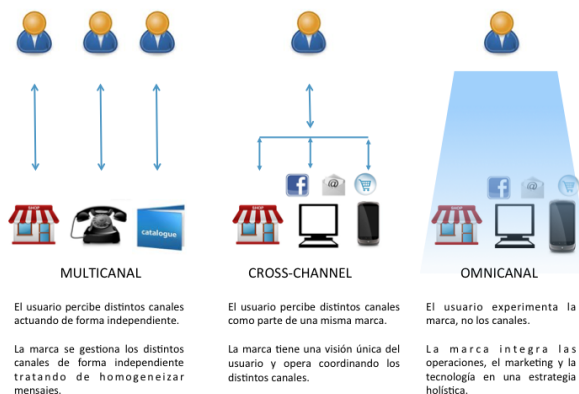 SHOP
catalogue
MULTICANAL
El usuario percibe distintos canales
actuando de forma independiente.
La marca se gestiona los distintos
canales de forma independiente
tratando de homogeneizar
mensajes.
f
@
SHOP
CROSS-CHANNEL
El usuario percibe distintos canales
como parte de una misma marca.
La marca tiene una visión única del
usuario y opera coordinando los
distintos canales.
f
@
SHOP
OMNICANAL
El usuario experimenta la
marca, no los canales.
La marca integra las
operaciones, el marketing y la
tecnología en una estrategia
holística.